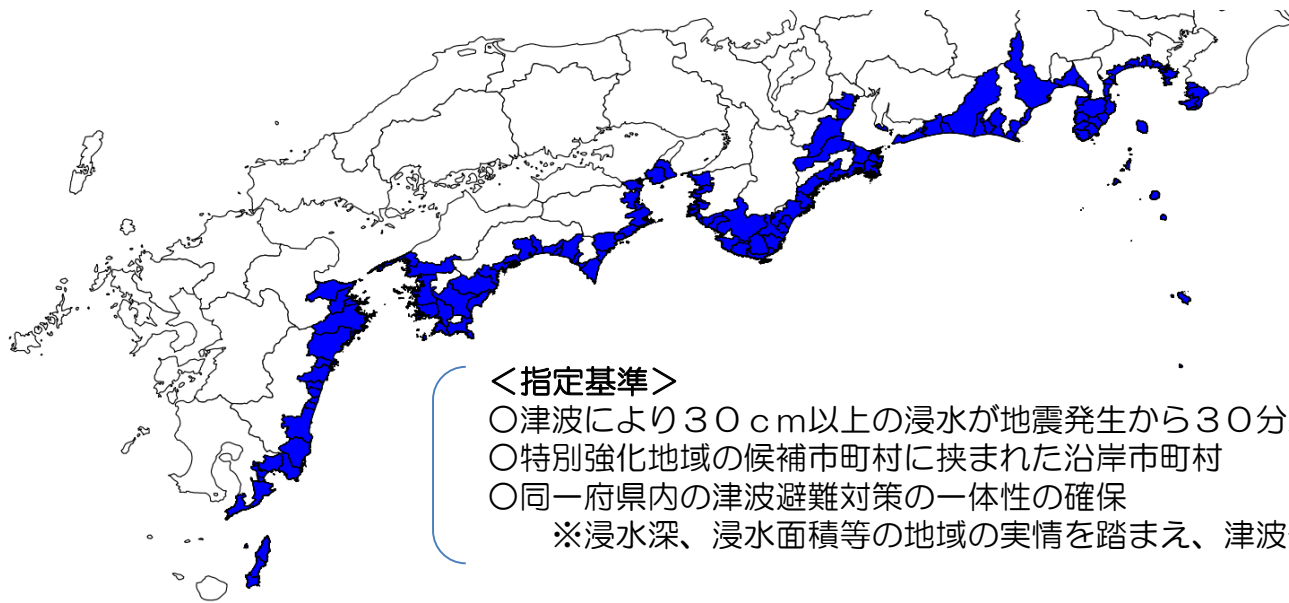 ＜指定基準＞
○津波により３０ｃｍ以上の浸水が地震発生から３０分
○特別強化地域の候補市町村に挟まれた沿岸市町村
○同一府県内の津波避難対策の一体性の確保
※浸水深、浸水面積等の地域の実情を踏まえ、津波